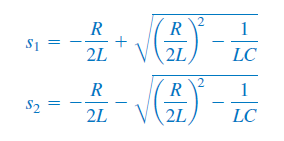 s₁ = −R/2L + √((R/2L)² − 1/LC)
s₂ = −R/2L − √((R/2L)² − 1/LC)